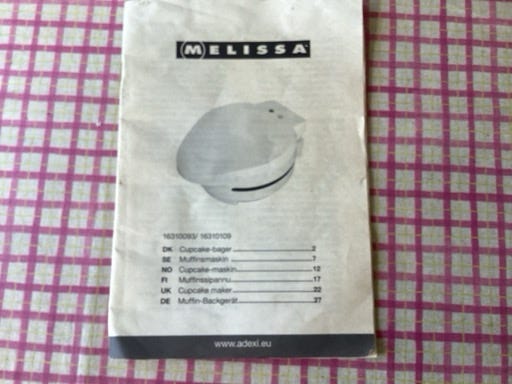 MELISSA
16310093/ 16310109
DK Cupcake-bager 2
SE Muffinsmaskin 7
NO Cupcake-maskin 12
FI Muffinssipannu 17
UK Cupcake maker 22
DE Muffin-Backgerät 27
www.adexi.eu